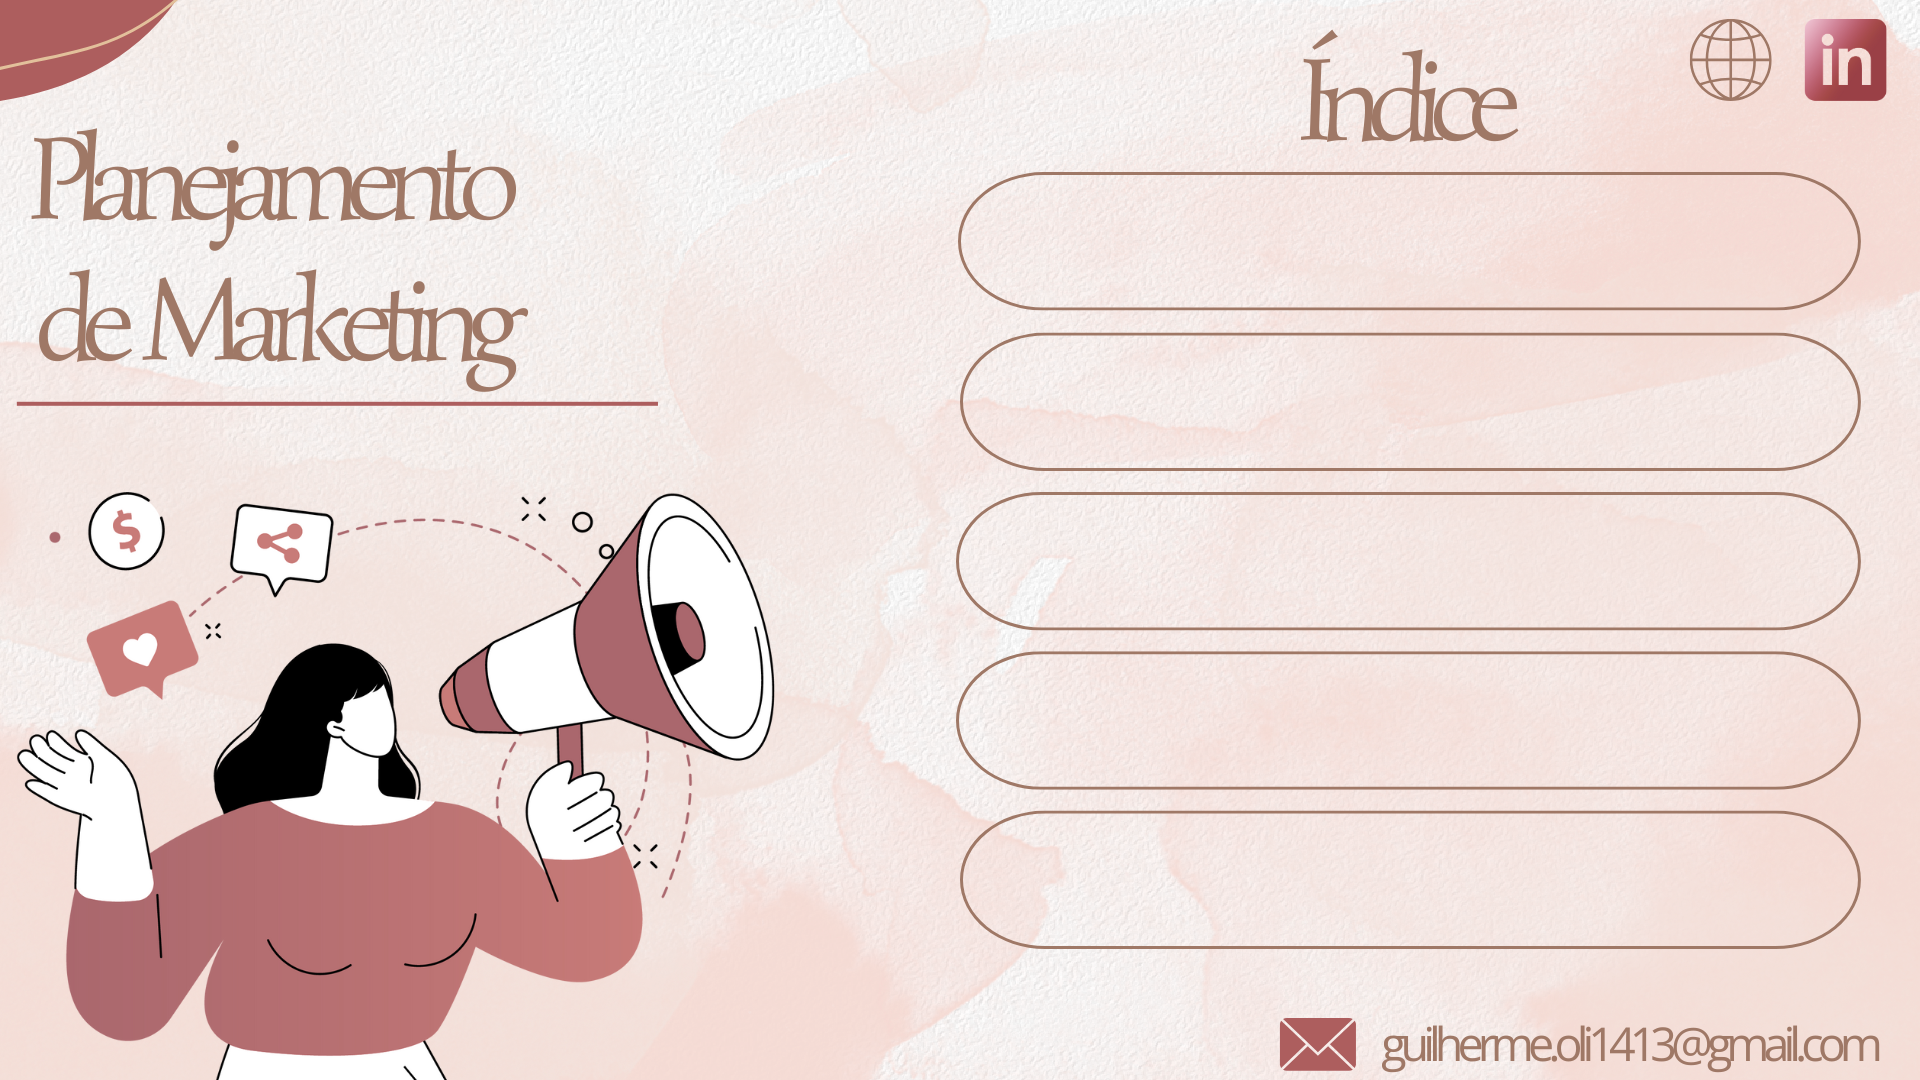 Planejamento
de Marketing
Índice
in
$
guilherme.oli1413@gmail.com